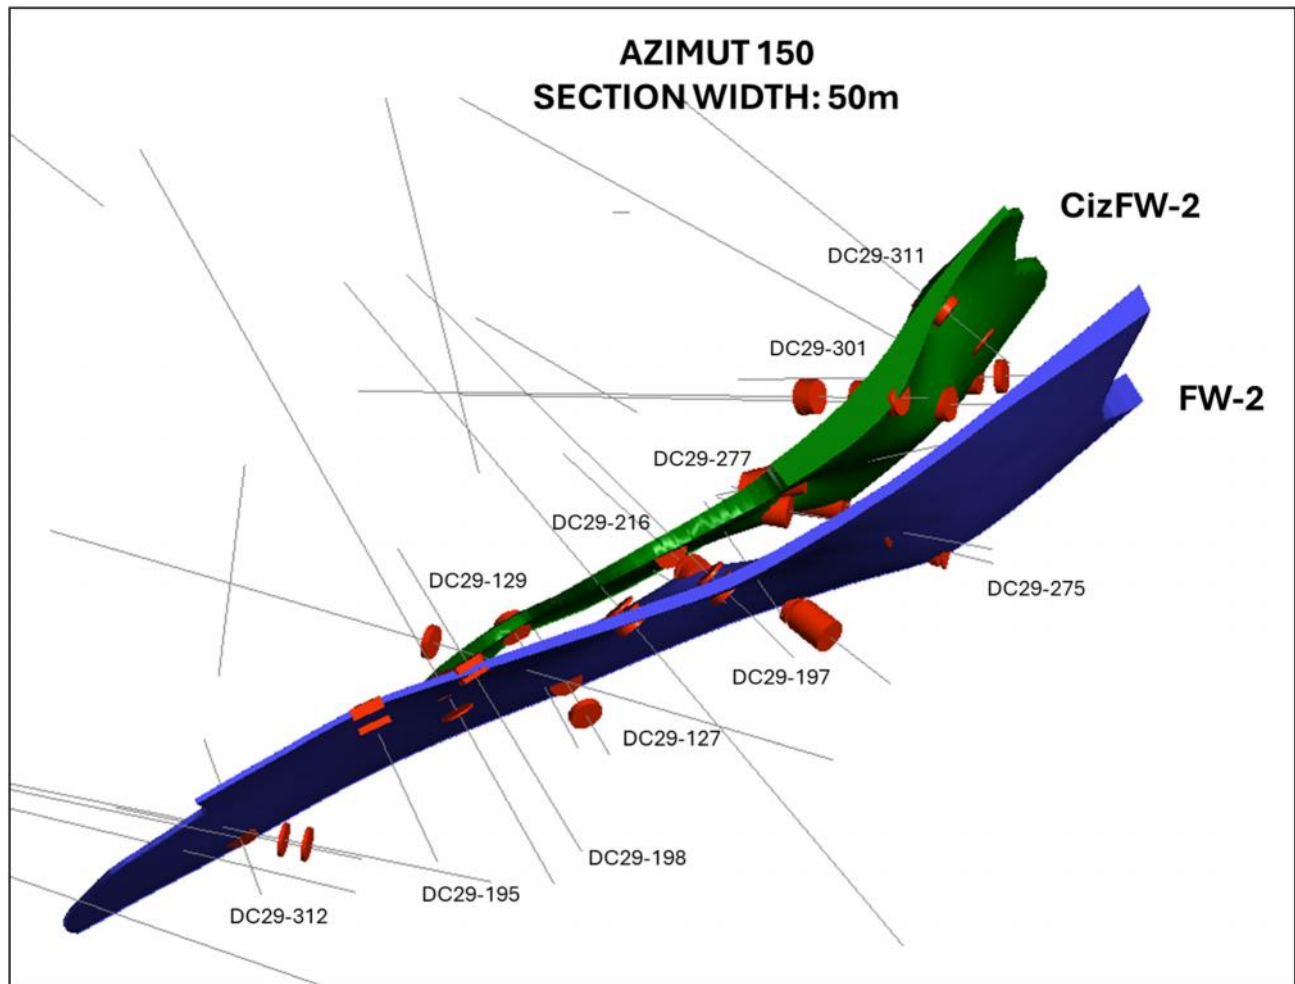 AZIMUT 150
SECTION WIDTH: 50m
CizFW-2
DC29-311
DC29-301
FW-2
DC29-277
DC29-216
DC29-129
DC29-275
DC29-197
DC29-127
DC29-198
DC29-195
DC29-312